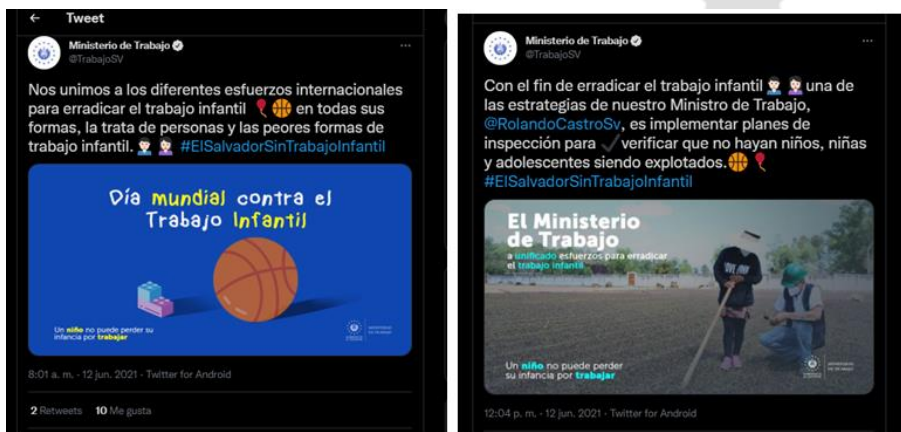 Tweet
Ministerio de Trabajo
@TrabajoSV
Nos unimos a los diferentes esfuerzos internacionales
para erradicar el trabajo infantil 🎈🏀 en todas sus
formas, la trata de personas y las peores formas de
trabajo infantil. 🤦🏻‍♂️ 🤦🏻‍♀️ #ElSalvadorSinTrabajoInfantil
Día mundial contra el
Trabajo Infantil
Un niño no puede perder su
infancia por trabajar
8:01 a. m. · 12 jun. 2021 · Twitter for Android
2 Retweets 10 Me gusta
Ministerio de Trabajo
@TrabajoSV
Con el fin de erradicar el trabajo infantil 🤦🏻‍♂️ 🤦🏻‍♀️ una de
las estrategias de nuestro Ministro de Trabajo,
@RolandoCastroSv, es implementar planes de
inspección para ✔️verificar que no hayan niños, niñas
y adolescentes siendo explotados.🏀🎈
#ElSalvadorSinTrabajoInfantil
El Ministerio
de Trabajo
a unificado esfuerzos para erradicar
el trabajo infantil
Un niño no puede perder
su infancia por trabajar
12:04 p. m. · 12 jun. 2021 · Twitter for Android